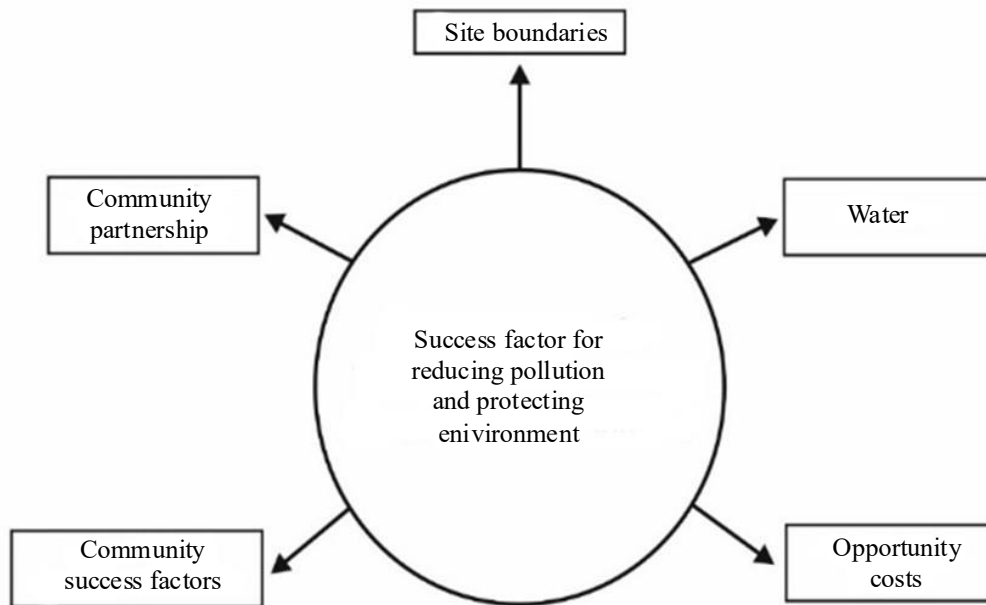 Site boundaries
Community
partnership
Water
Success factor for
reducing pollution
and protecting
enivironment
Community
success factors
Opportunity
costs